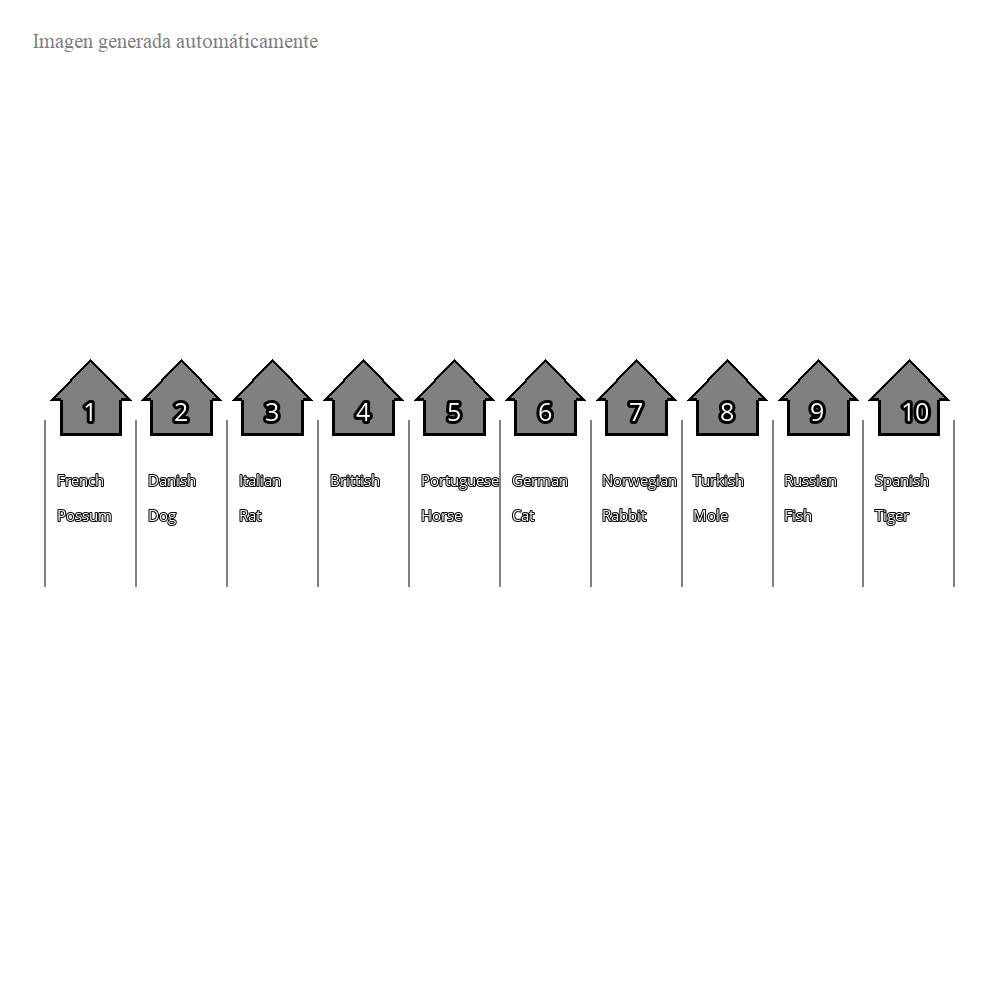 Imagen generada automáticamente
1 2 3 4 5 6 7 8 9 10
French Danish Italian Brittish Portuguese German Norwegian Turkish Russian Spanish
Possum Dog Rat Horse Cat Rabbit Mole Fish Tiger